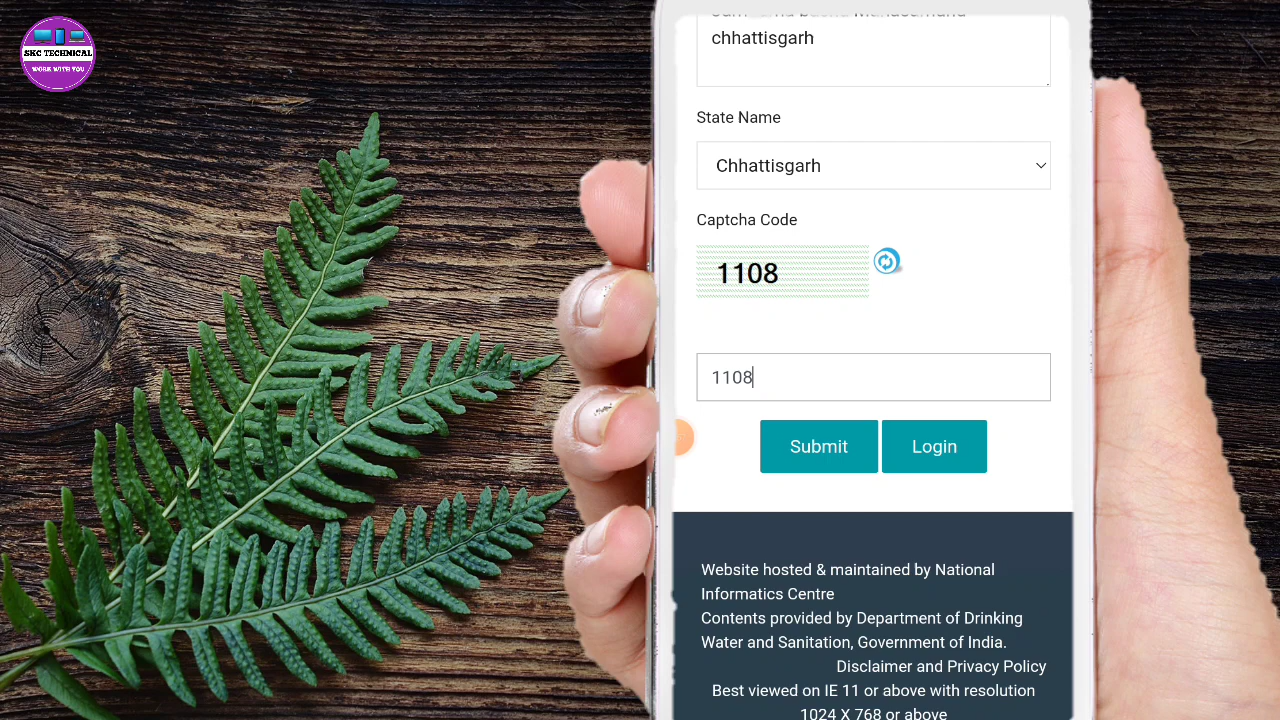 SKC TECHNICAL
WORK WITH YOU
chhattisgarh
State Name
Chhattisgarh
Captcha Code
1108
1108
Submit Login
Website hosted & maintained by National
Informatics Centre
Contents provided by Department of Drinking
Water and Sanitation, Government of India.
Disclaimer and Privacy Policy
Best viewed on IE 11 or above with resolution
1024 X 768 or above